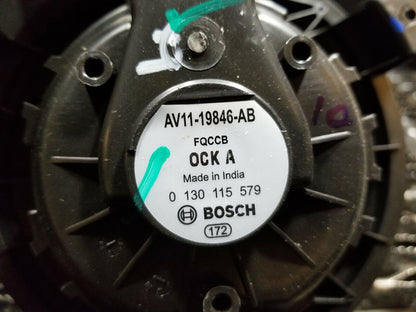 AV11-19846-AB
FQCCB
OCK A
Made in India
0 130 115 579
BOSCH
172